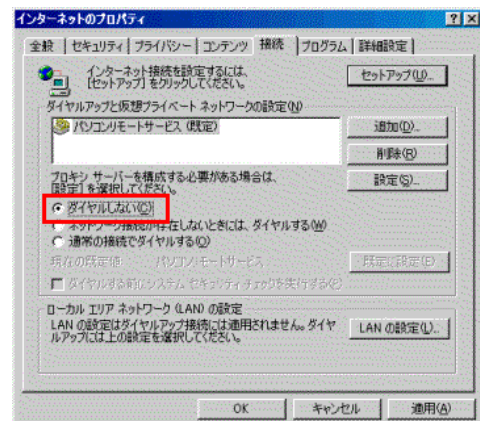 インターネットのプロパティ
全般 セキュリティ プライバシー コンテンツ 接続 プログラム 詳細設定
インターネット接続を設定するには、
[セットアップ] をクリックしてください。
セットアップ(U)...
ダイヤルアップと仮想プライベート ネットワークの設定(N)
パソコンリモートサービス (既定)
追加(D)...
削除(R)
プロキシ サーバーを構成する必要がある場合は、
[設定] を選択してください。
設定(S)...
ダイヤルしない(C)
ネットワーク接続が存在しないときには、ダイヤルする(W)
通常の接続でダイヤルする(O)
現在の既定値: パソコンリモートサービス
既定に設定(E)
ダイヤルする前にシステム セキュリティ チェックを実行する(P)
ローカル エリア ネットワーク (LAN) の設定
LAN の設定はダイヤルアップ接続には適用されません。ダイヤ
ルアップには上の設定を選択してください。
LAN の設定(L)...
OK キャンセル 適用(A)